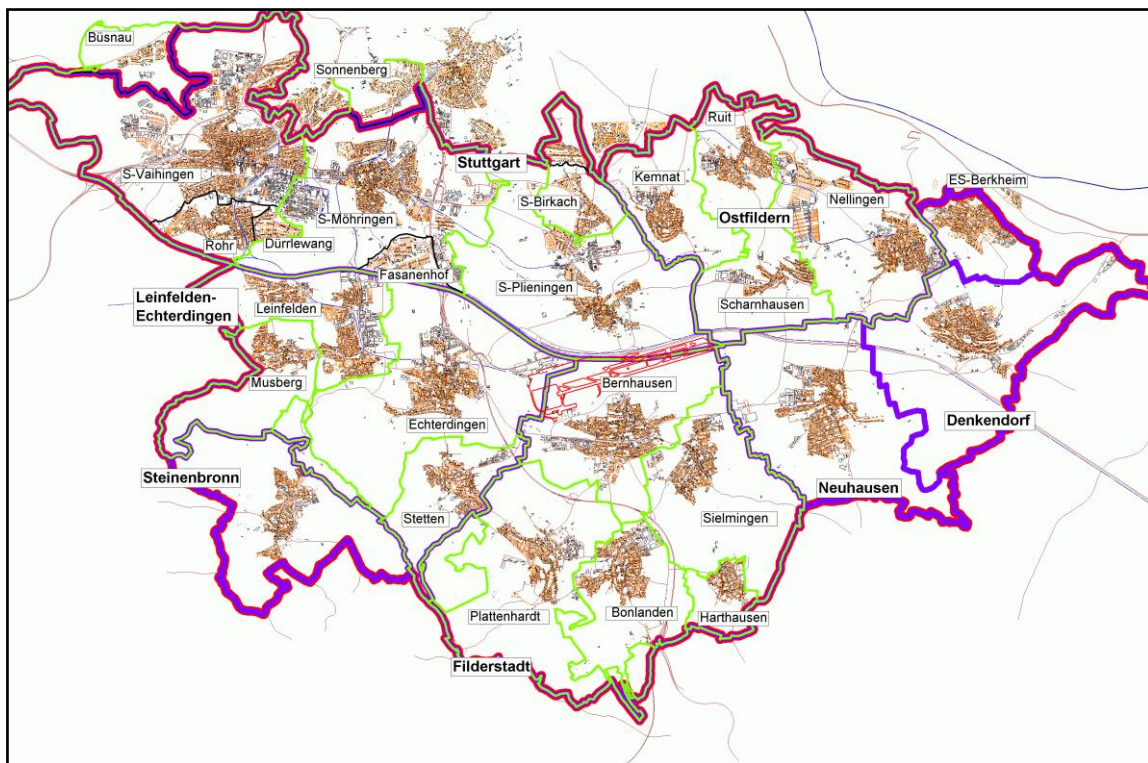 Büsnau
Sonnenberg
Ruit
Stuttgart
S-Vaihingen
Kemnat
ES-Berkheim
S-Birkach
Nellingen
S-Möhringen
Ostfildern
Rohr
Dürrlewang
Fasanenhof
S-Plieningen
Scharnhausen
Leinfelden-
Echterdingen
Leinfelden
Musberg
Bernhausen
Echterdingen
Denkendorf
Steinenbronn
Neuhausen
Stetten
Sielmingen
Plattenhardt
Bonlanden
Harthausen
Filderstadt